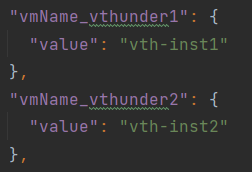 "vmName_vthunder1": {
  "value": "vth-inst1"
},
"vmName_vthunder2": {
  "value": "vth-inst2"
},